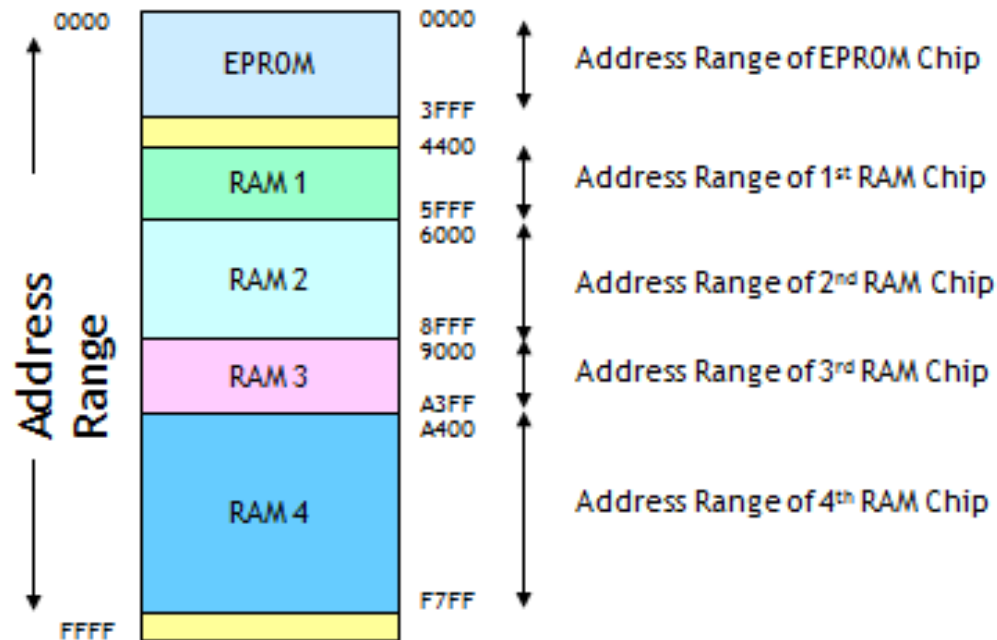 0000
0000
EPROM
Address Range of EPROM Chip
3FFF
4400
RAM 1
Address Range of 1st RAM Chip
5FFF
6000
RAM 2
Address Range of 2nd RAM Chip
8FFF
9000
RAM 3
Address Range of 3rd RAM Chip
A3FF
A400
RAM 4
Address Range of 4th RAM Chip
F7FF
FFFF
Address
Range